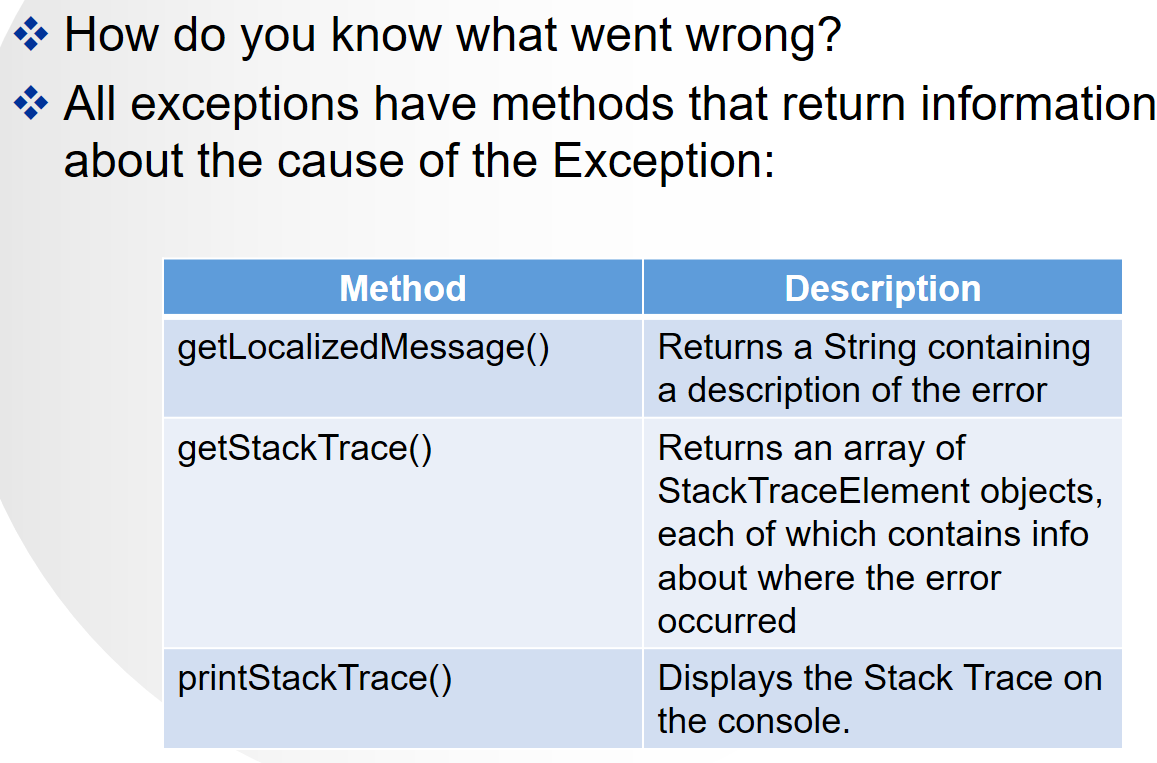 How do you know what went wrong?
All exceptions have methods that return information
about the cause of the Exception:
Method
Description
getLocalizedMessage()
Returns a String containing
a description of the error
getStackTrace()
Returns an array of
StackTraceElement objects,
each of which contains info
about where the error
occurred
printStackTrace()
Displays the Stack Trace on
the console.